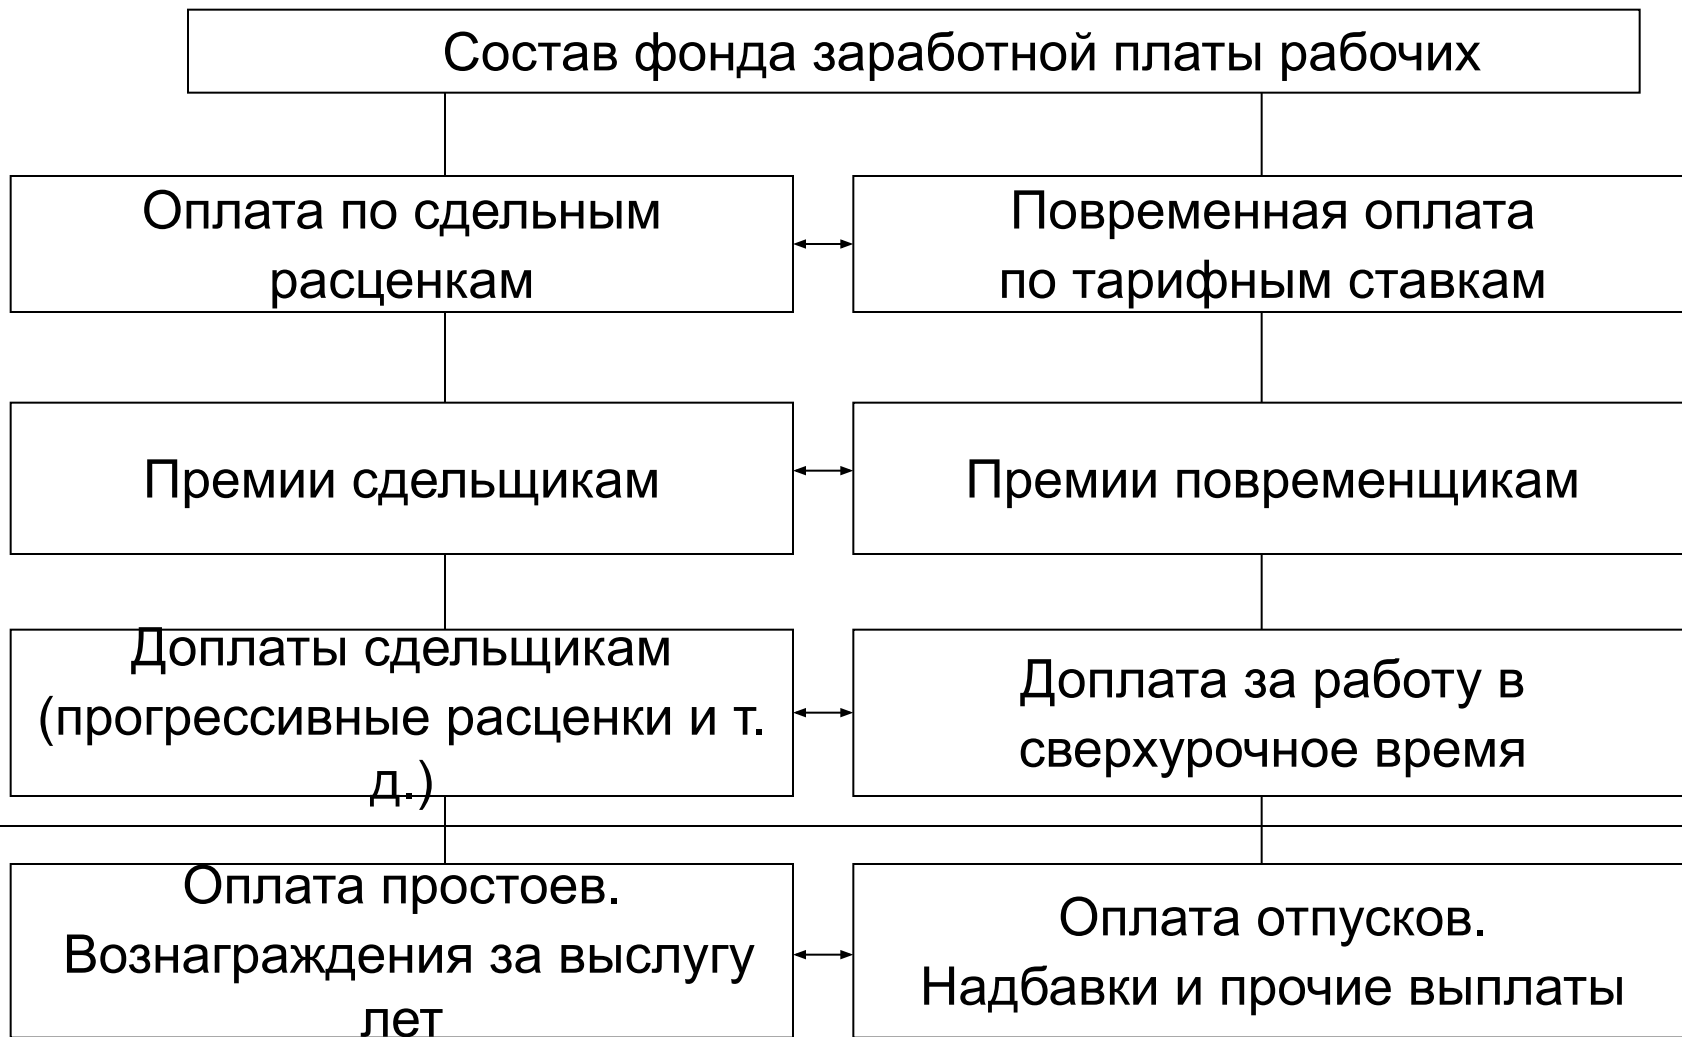 Состав фонда заработной платы рабочих
Оплата по сдельным
расценкам
Повременная оплата
по тарифным ставкам
Премии сдельщикам
Премии повременщикам
Доплаты сдельщикам
(прогрессивные расценки и т.
д.)
Доплата за работу в
сверхурочное время
Оплата простоев.
Вознаграждения за выслугу
лет
Оплата отпусков.
Надбавки и прочие выплаты